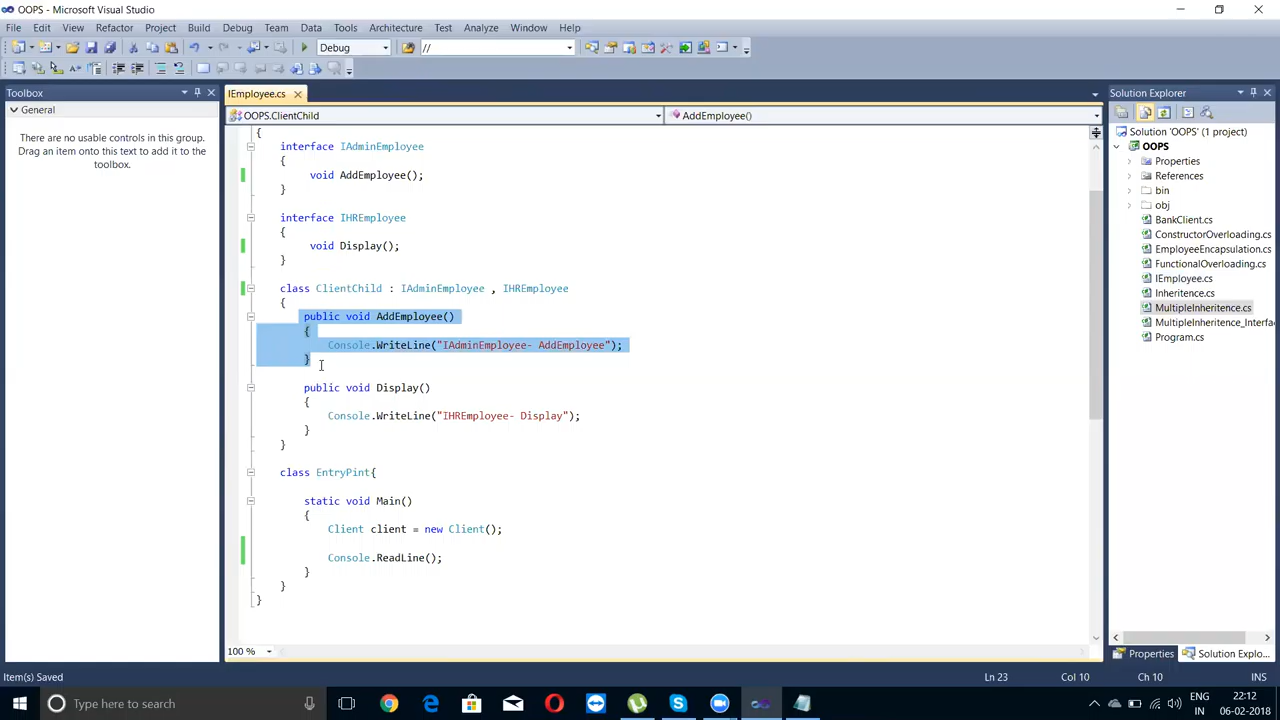 OOPS - Microsoft Visual Studio
File Edit View Refactor Project Build Debug Team Data Tools Architecture Test Analyze Window Help
Debug //
Toolbox
General
There are no usable controls in this group. Drag an item onto this text to add it to the toolbox.
IEmployee.cs
OOPS.ClientChild AddEmployee()
{
interface IAdminEmployee
{
void AddEmployee();
}
interface IHREmployee
{
void Display();
}
class ClientChild : IAdminEmployee , IHREmployee
{
public void AddEmployee()
{
Console.WriteLine("IAdminEmployee- AddEmployee");
}
public void Display()
{
Console.WriteLine("IHREmployee- Display");
}
}
class EntryPint{
static void Main()
{
Client client = new Client();
Console.ReadLine();
}
}
}
100 %
Solution Explorer
Solution 'OOPS' (1 project)
OOPS
Properties
References
bin
obj
BankClient.cs
ConstructorOverloading.cs
EmployeeEncapsulation.cs
FunctionalOverloading.cs
IEmployee.cs
Inheritence.cs
MultipleInheritence.cs
MultipleInheritence_Interfa
Program.cs
Properties Solution Explo...
Item(s) Saved Ln 23 Col 10 Ch 10 INS
Type here to search
ENG IN 22:12 06-02-2018